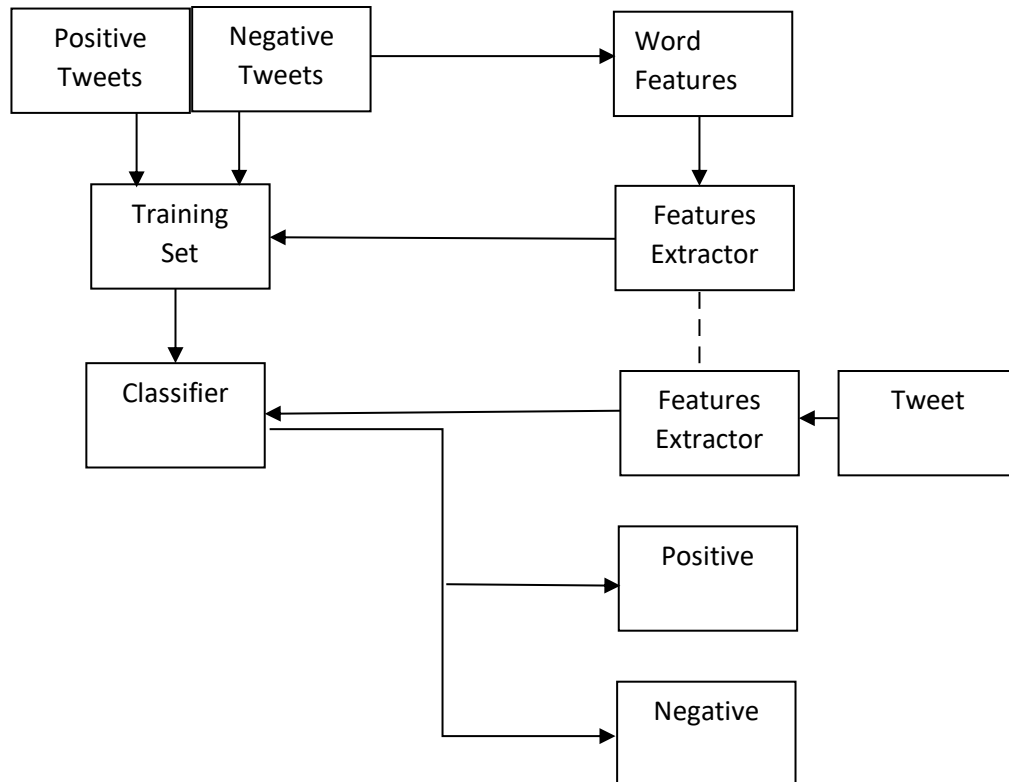 Positive
Tweets
Negative
Tweets
Word
Features
Training
Set
Features
Extractor
Classifier
Features
Extractor
Tweet
Positive
Negative